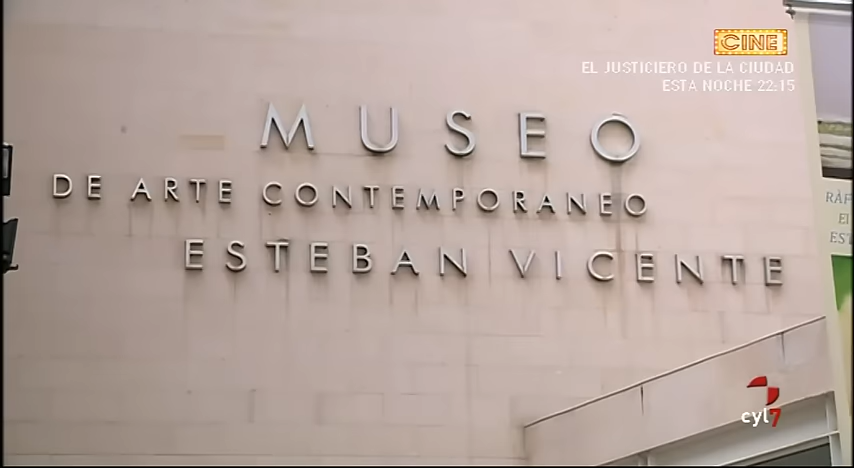 CINE
EL JUSTICIERO DE LA CIUDAD
ESTA NOCHE 22:15
MUSEO
DE ARTE CONTEMPORANEO
ESTEBAN VICENTE
cyl7